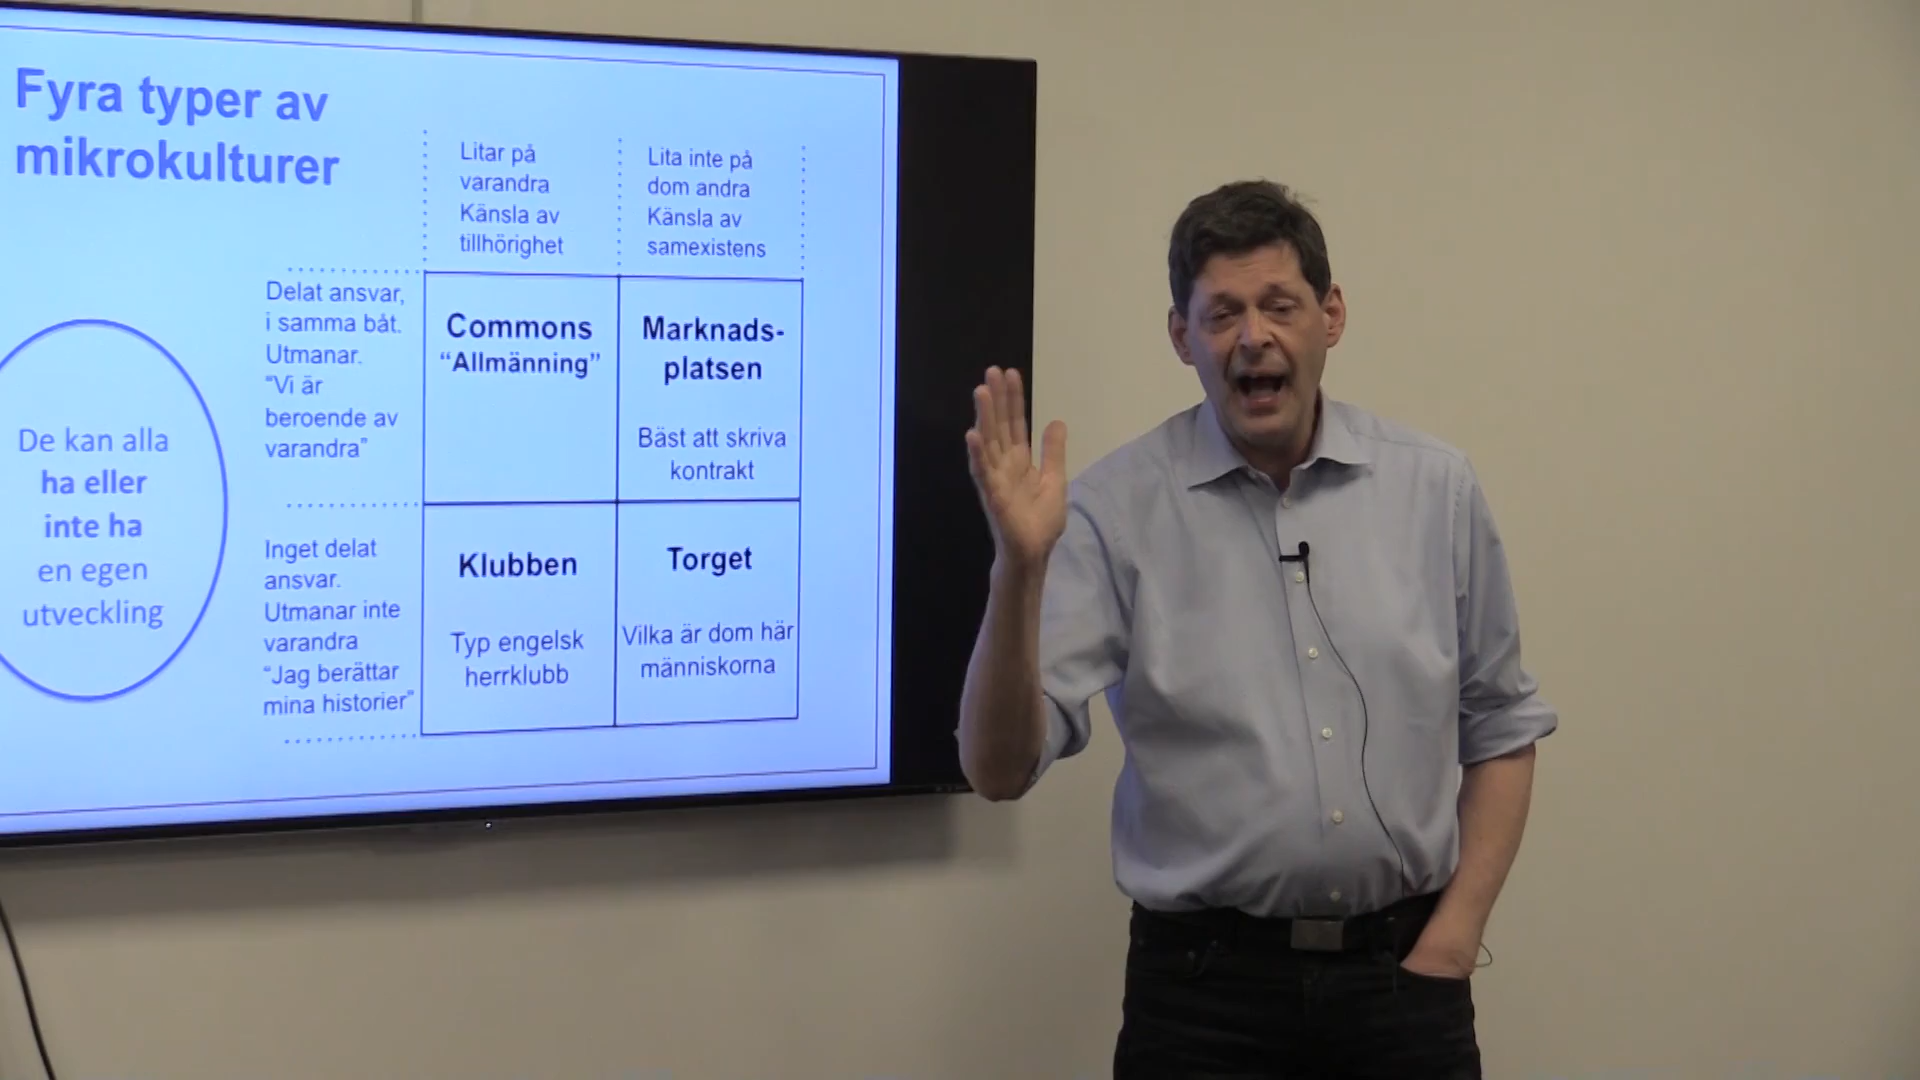 Fyra typer av
mikrokulturer
Litar på
varandra
Känsla av
tillhörighet
Lita inte på
dom andra
Känsla av
samexistens
Delat ansvar,
i samma båt.
Utmanar.
“Vi är
beroende av
varandra”
Commons
“Allmänning”
Marknads-
platsen
Bäst att skriva
kontrakt
De kan alla
ha eller
inte ha
en egen
utveckling
Inget delat
ansvar.
Utmanar inte
varandra
“Jag berättar
mina historier”
Klubben
Typ engelsk
herrklubb
Torget
Vilka är dom här
människorna